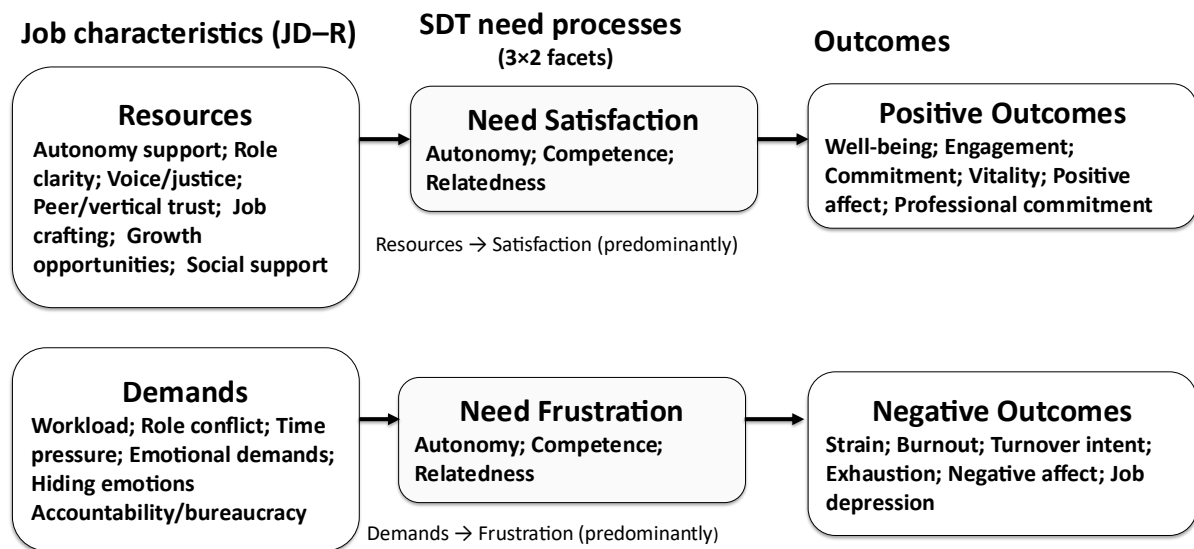 Job characteristics (JD–R)
SDT need processes
(3×2 facets)
Outcomes
Resources
Autonomy support; Role
clarity; Voice/justice;
Peer/vertical trust; Job
crafting; Growth
opportunities; Social support
Need Satisfaction
Autonomy; Competence;
Relatedness
Positive Outcomes
Well-being; Engagement;
Commitment; Vitality; Positive
affect; Professional commitment
Resources → Satisfaction (predominantly)
Demands
Workload; Role conflict; Time
pressure; Emotional demands;
Hiding emotions
Accountability/bureaucracy
Need Frustration
Autonomy; Competence;
Relatedness
Negative Outcomes
Strain; Burnout; Turnover intent;
Exhaustion; Negative affect; Job
depression
Demands → Frustration (predominantly)